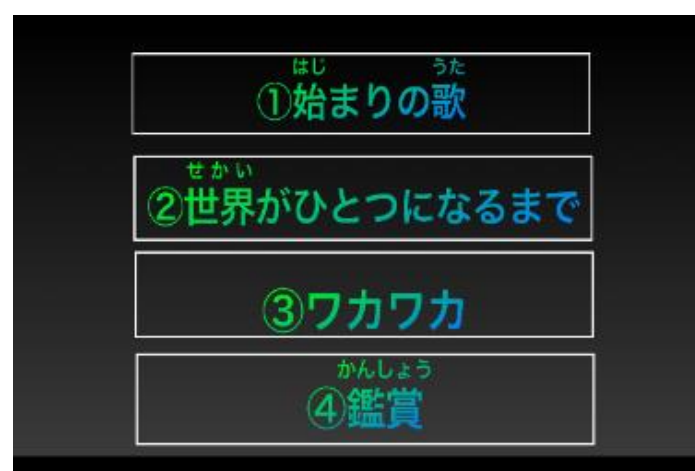 はじ うた
①始まりの歌
せかい
②世界がひとつになるまで
③ワカワカ
かんしょう
④鑑賞